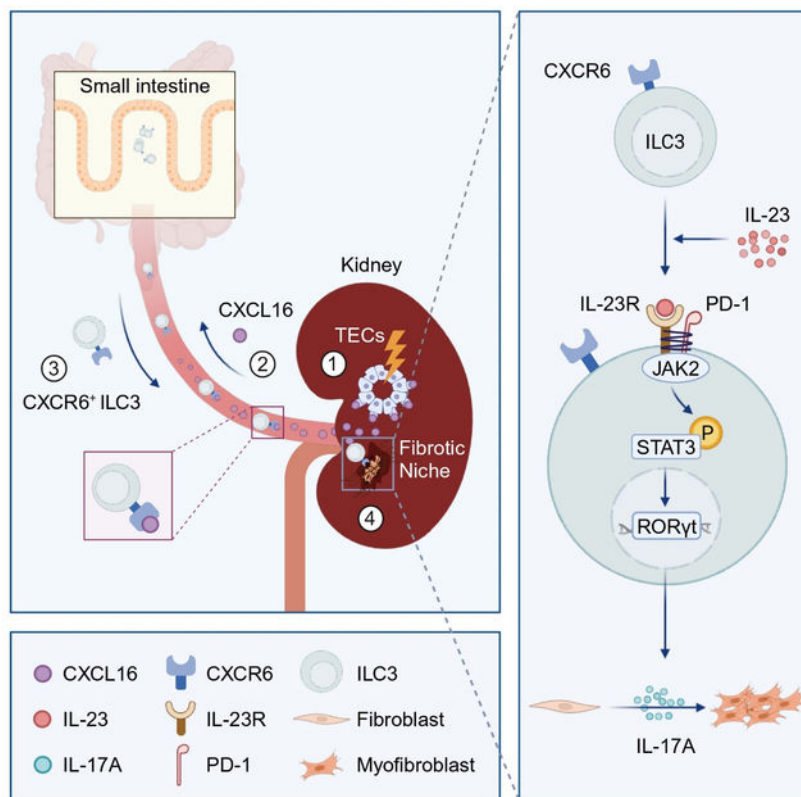 Small intestine
Kidney
CXCL16
TECs
①
②
③
CXCR6⁺ ILC3
Fibrotic
Niche
④
CXCR6
ILC3
IL-23
IL-23R
PD-1
JAK2
P
STAT3
RORγt
IL-17A
CXCL16
CXCR6
ILC3
IL-23
IL-23R
Fibroblast
IL-17A
PD-1
Myofibroblast